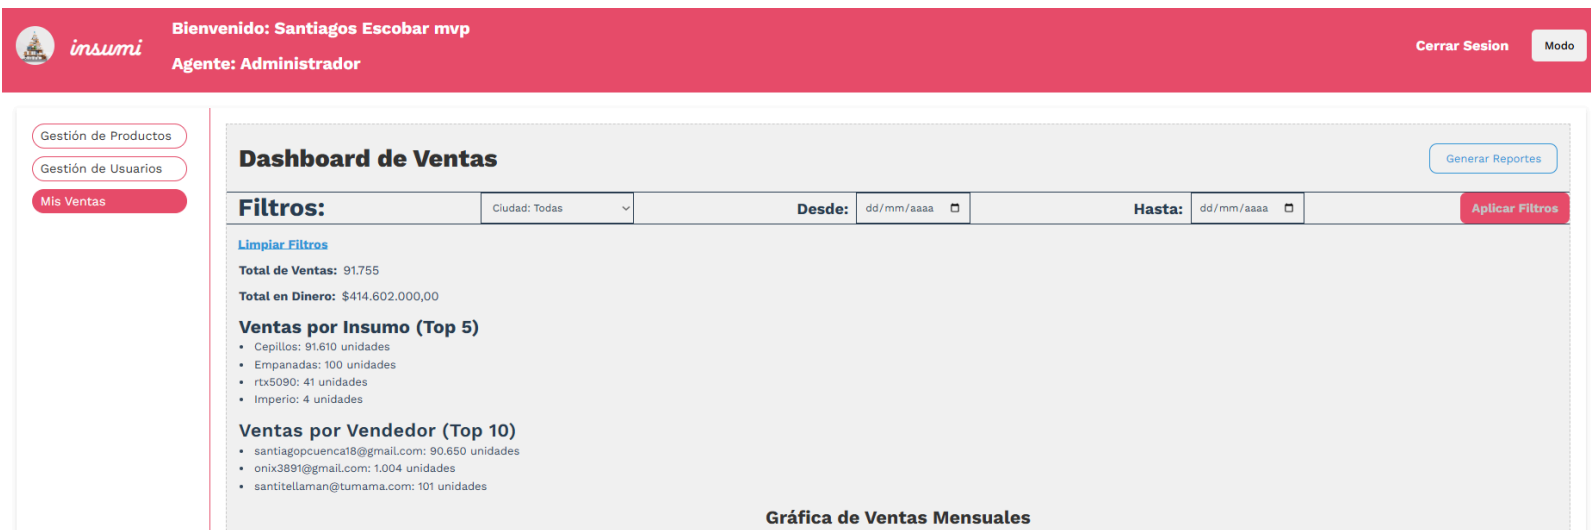 insumi
Bienvenido: Santiagos Escobar mvp
Agente: Administrador
Cerrar Sesion
Modo
Gestión de Productos
Gestión de Usuarios
Mis Ventas
Dashboard de Ventas
Generar Reportes
Filtros:
Ciudad: Todas
Desde: dd/mm/aaaa
Hasta: dd/mm/aaaa
Aplicar Filtros
Limpiar Filtros
Total de Ventas: 91.755
Total en Dinero: $414.602.000,00
Ventas por Insumo (Top 5)
• Cepillos: 91.610 unidades
• Empanadas: 100 unidades
• rtx5090: 41 unidades
• Imperio: 4 unidades
Ventas por Vendedor (Top 10)
• santiagopcuenca18@gmail.com: 90.650 unidades
• onix3891@gmail.com: 1.004 unidades
• santitellaman@tumama.com: 101 unidades
Gráfica de Ventas Mensuales